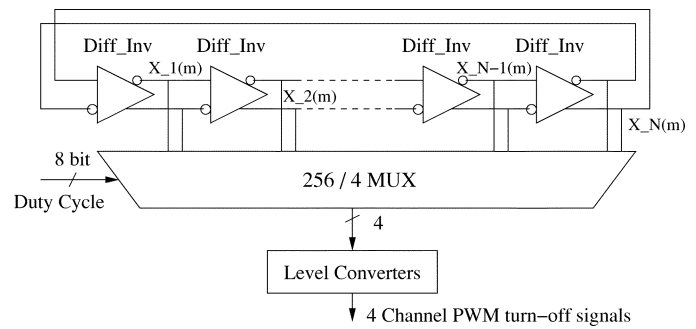 Diff_Inv Diff_Inv Diff_Inv Diff_Inv
X_1(m) X_N−1(m)
X_2(m)
X_N(m)
8 bit
Duty Cycle
256 / 4 MUX
4
Level Converters
4 Channel PWM turn−off signals